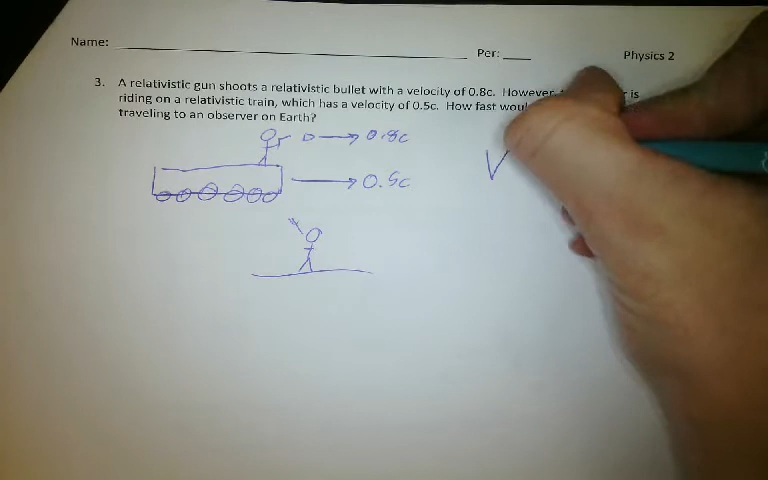 Name: Per: Physics 2
3. A relativistic gun shoots a relativistic bullet with a velocity of 0.8c. However, is
riding on a relativistic train, which has a velocity of 0.5c. How fast
traveling to an observer on Earth?
0.8c
0.5c
V